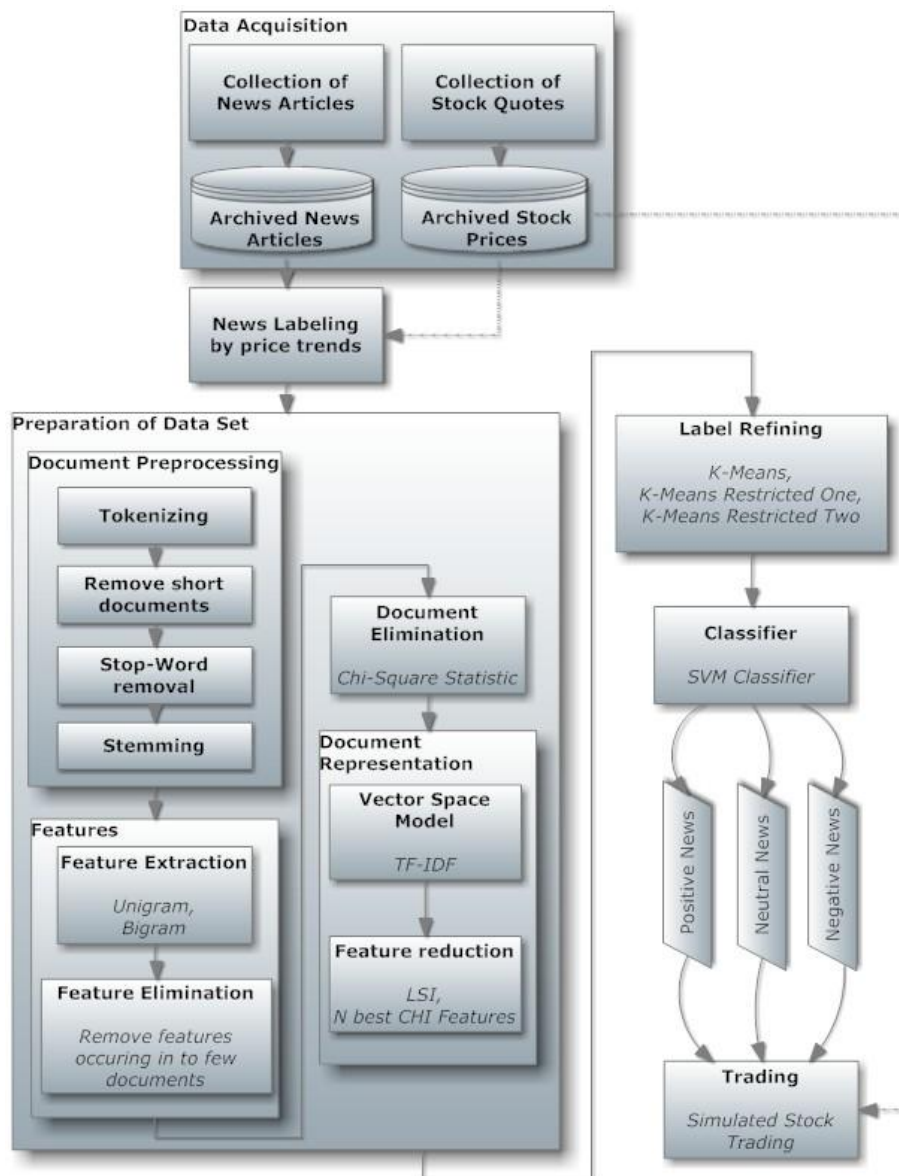 Data Acquisition
Collection of
News Articles
Collection of
Stock Quotes
Archived News
Articles
Archived Stock
Prices
News Labeling
by price trends
Preparation of Data Set
Document Preprocessing
Tokenizing
Remove short
documents
Stop-Word
removal
Stemming
Features
Feature Extraction
Unigram,
Bigram
Feature Elimination
Remove features
occuring in to few
documents
Document
Elimination
Chi-Square Statistic
Document
Representation
Vector Space
Model
TF-IDF
Feature reduction
LSI,
N best CHI Features
Label Refining
K-Means,
K-Means Restricted One,
K-Means Restricted Two
Classifier
SVM Classifier
Positive News
Neutral News
Negative News
Trading
Simulated Stock
Trading